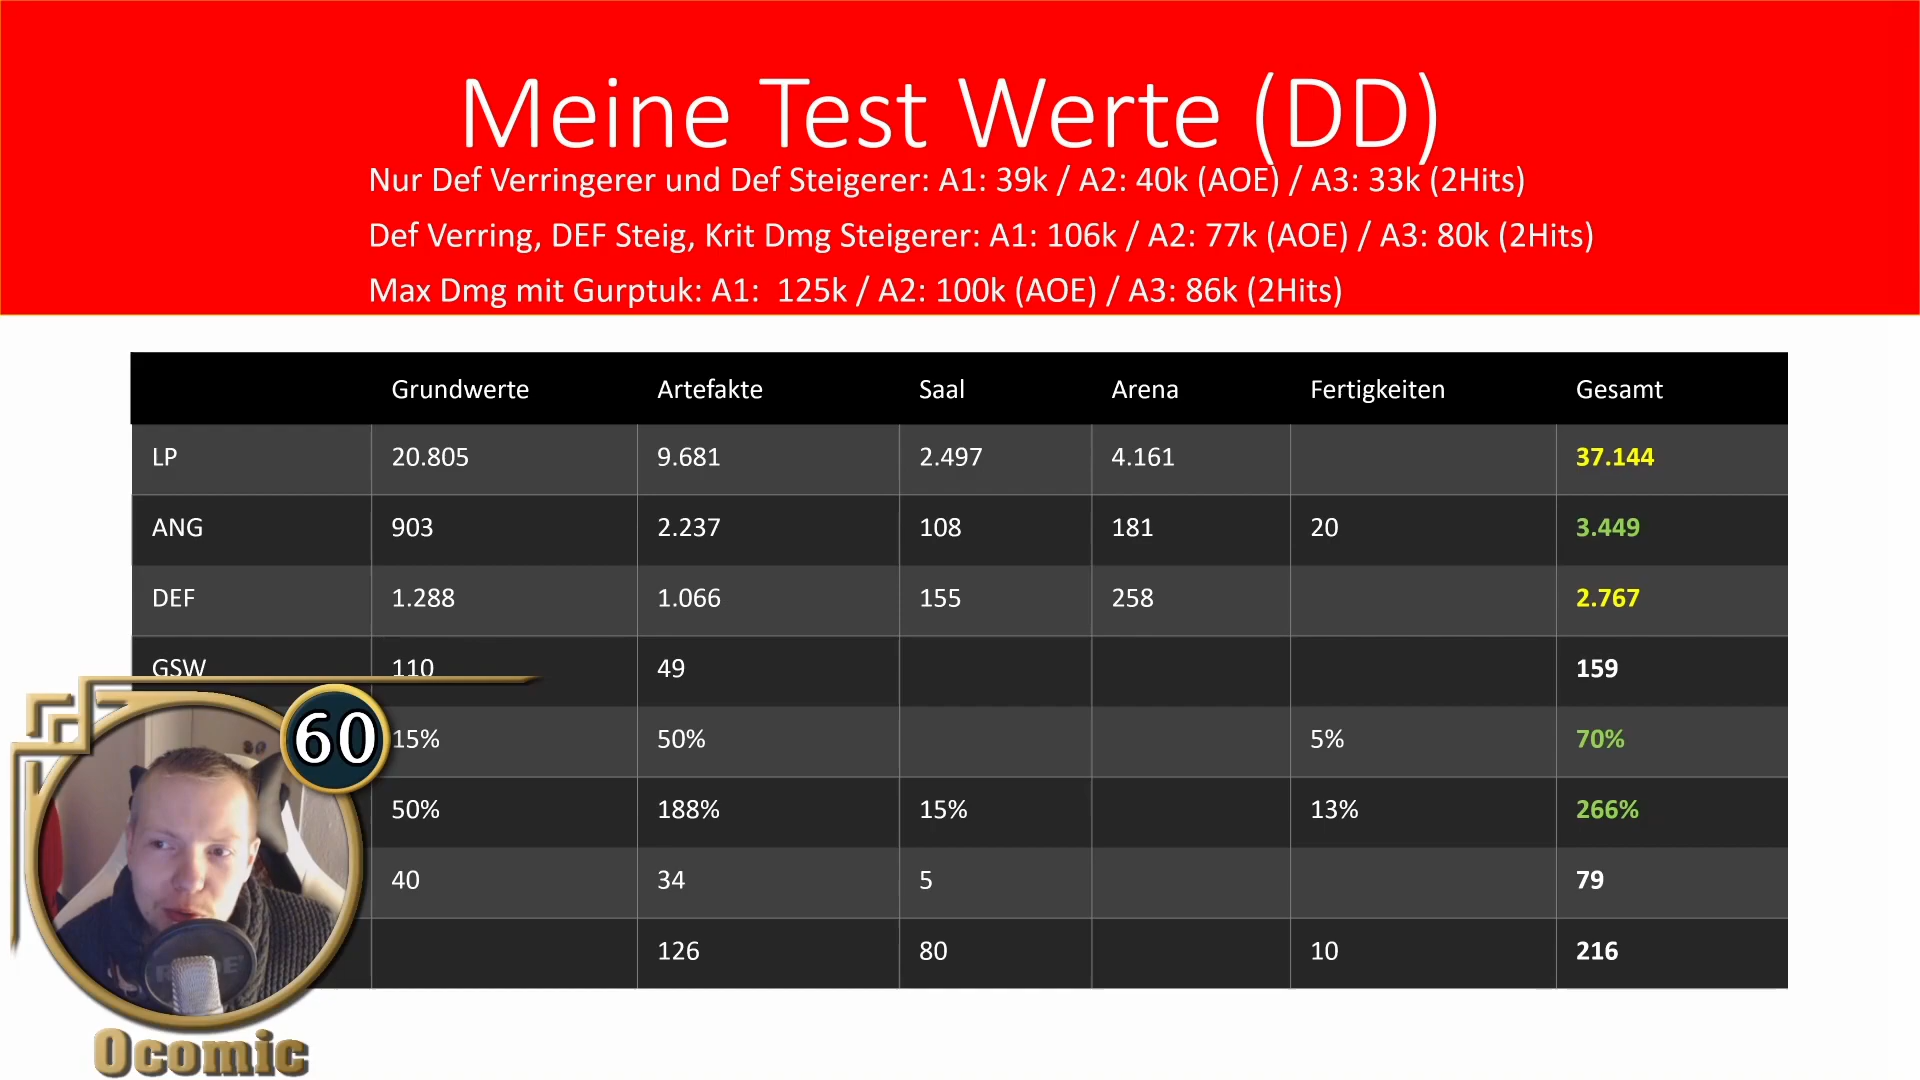 Meine Test Werte (DD)
Nur Def Verringerer und Def Steigerer: A1: 39k / A2: 40k (AOE) / A3: 33k (2Hits)
Def Verring, DEF Steig, Krit Dmg Steigerer: A1: 106k / A2: 77k (AOE) / A3: 80k (2Hits)
Max Dmg mit Gurptuk: A1: 125k / A2: 100k (AOE) / A3: 86k (2Hits)
Grundwerte Artefakte Saal Arena Fertigkeiten Gesamt
LP 20.805 9.681 2.497 4.161 37.144
ANG 903 2.237 108 181 20 3.449
DEF 1.288 1.066 155 258 2.767
GSW 110 49 159
60
15% 50% 5% 70%
50% 188% 15% 13% 266%
40 34 5 79
126 80 10 216
Ocomic